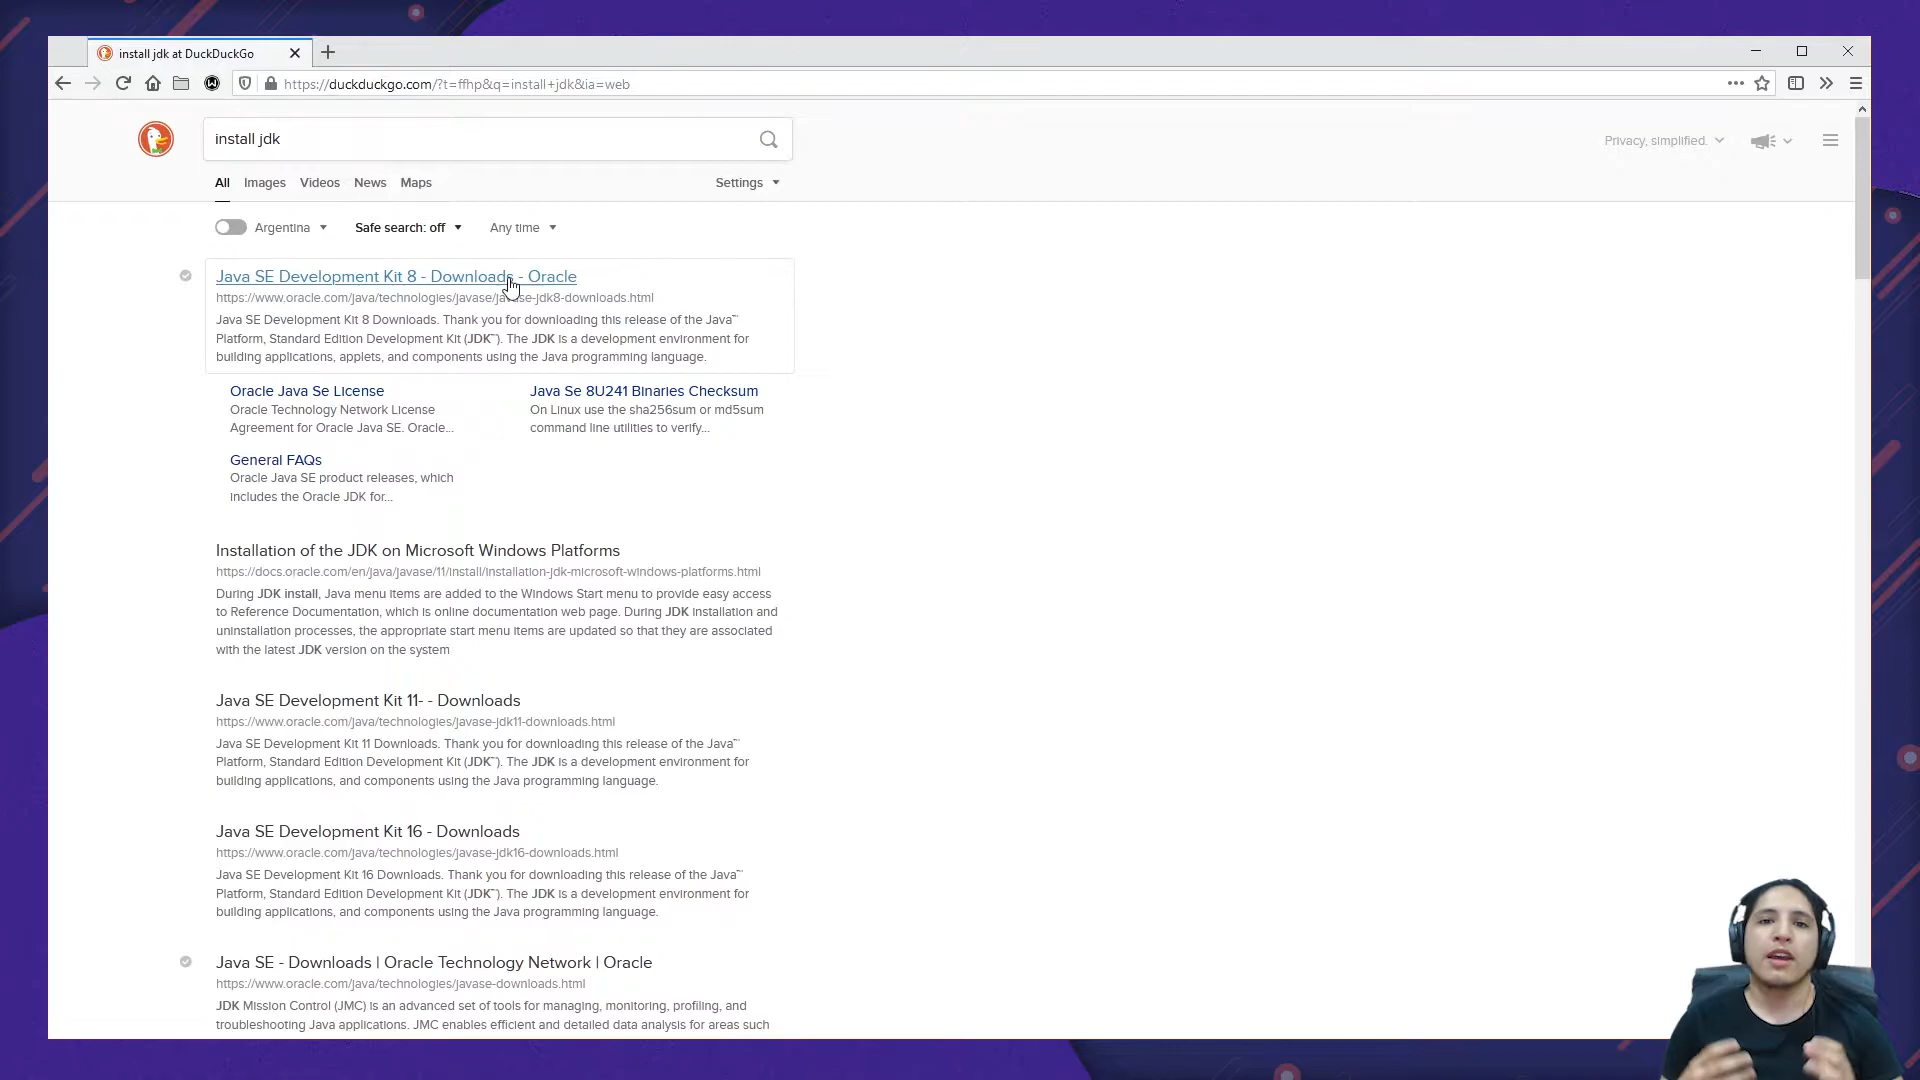 install jdk at DuckDuckGo
https://duckduckgo.com/?t=ffhp&q=install+jdk&ia=web
install jdk
Privacy, simplified.
All Images Videos News Maps Settings
Argentina Safe search: off Any time
Java SE Development Kit 8 - Downloads - Oracle
https://www.oracle.com/java/technologies/javase/javase-jdk8-downloads.html
Java SE Development Kit 8 Downloads. Thank you for downloading this release of the Java™
Platform, Standard Edition Development Kit (JDK™). The JDK is a development environment for
building applications, applets, and components using the Java programming language.
Oracle Java Se License
Oracle Technology Network License
Agreement for Oracle Java SE. Oracle...
Java Se 8U241 Binaries Checksum
On Linux use the sha256sum or md5sum
command line utilities to verify...
General FAQs
Oracle Java SE product releases, which
includes the Oracle JDK for...
Installation of the JDK on Microsoft Windows Platforms
https://docs.oracle.com/en/java/javase/11/install/installation-jdk-microsoft-windows-platforms.html
During JDK install, Java menu items are added to the Windows Start menu to provide easy access
to Reference Documentation, which is online documentation web page. During JDK installation and
uninstallation processes, the appropriate start menu items are updated so that they are associated
with the latest JDK version on the system
Java SE Development Kit 11- - Downloads
https://www.oracle.com/java/technologies/javase-jdk11-downloads.html
Java SE Development Kit 11 Downloads. Thank you for downloading this release of the Java™
Platform, Standard Edition Development Kit (JDK™). The JDK is a development environment for
building applications, and components using the Java programming language.
Java SE Development Kit 16 - Downloads
https://www.oracle.com/java/technologies/javase-jdk16-downloads.html
Java SE Development Kit 16 Downloads. Thank you for downloading this release of the Java™
Platform, Standard Edition Development Kit (JDK™). The JDK is a development environment for
building applications, and components using the Java programming language.
Java SE - Downloads | Oracle Technology Network | Oracle
https://www.oracle.com/java/technologies/javase-downloads.html
JDK Mission Control (JMC) is an advanced set of tools for managing, monitoring, profiling, and
troubleshooting Java applications. JMC enables efficient and detailed data analysis for areas such